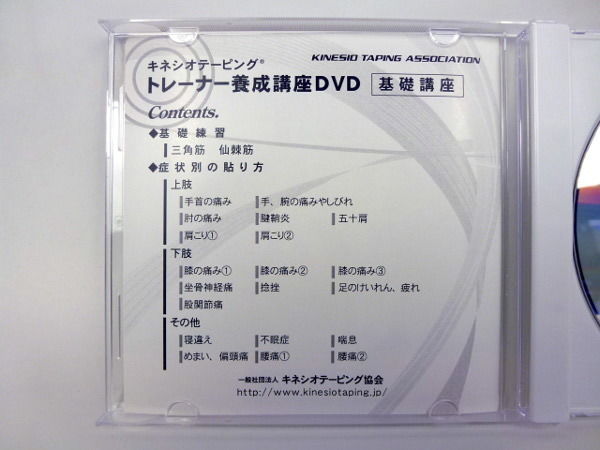 KINESIO TAPING ASSOCIATION
キネシオテーピング®
トレーナー養成講座DVD 基礎講座
Contents.
◆基礎練習
三角筋 仙棘筋
◆症状別の貼り方
上肢
手首の痛み 手、腕の痛みやしびれ
肘の痛み 腱鞘炎 五十肩
肩こり① 肩こり②
下肢
膝の痛み① 膝の痛み② 膝の痛み③
坐骨神経痛 捻挫 足のけいれん、疲れ
股関節痛
その他
寝違え 不眠症 喘息
めまい、偏頭痛 腰痛① 腰痛②
一般社団法人 キネシオテーピング協会
http://www.kinesiotaping.jp/